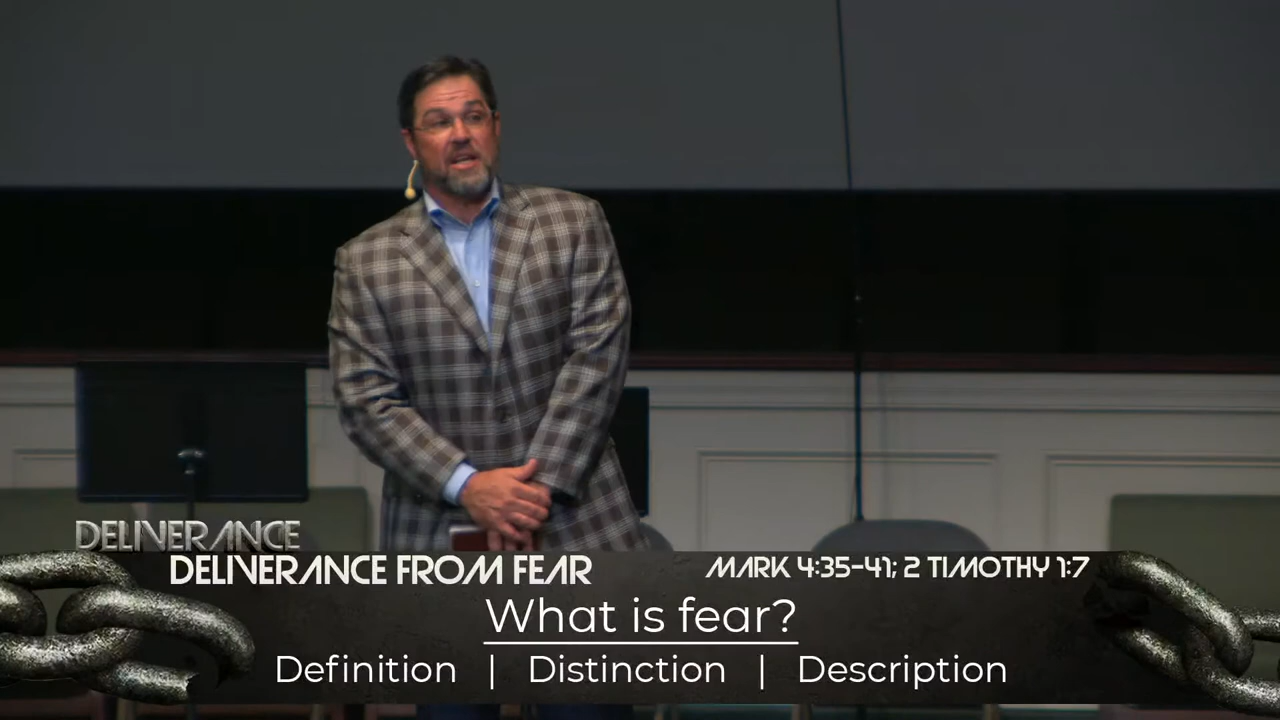 DELIVERANCE
DELIVERANCE FROM FEAR
MARK 4:35-41; 2 TIMOTHY 1:7
What is fear?
Definition | Distinction | Description